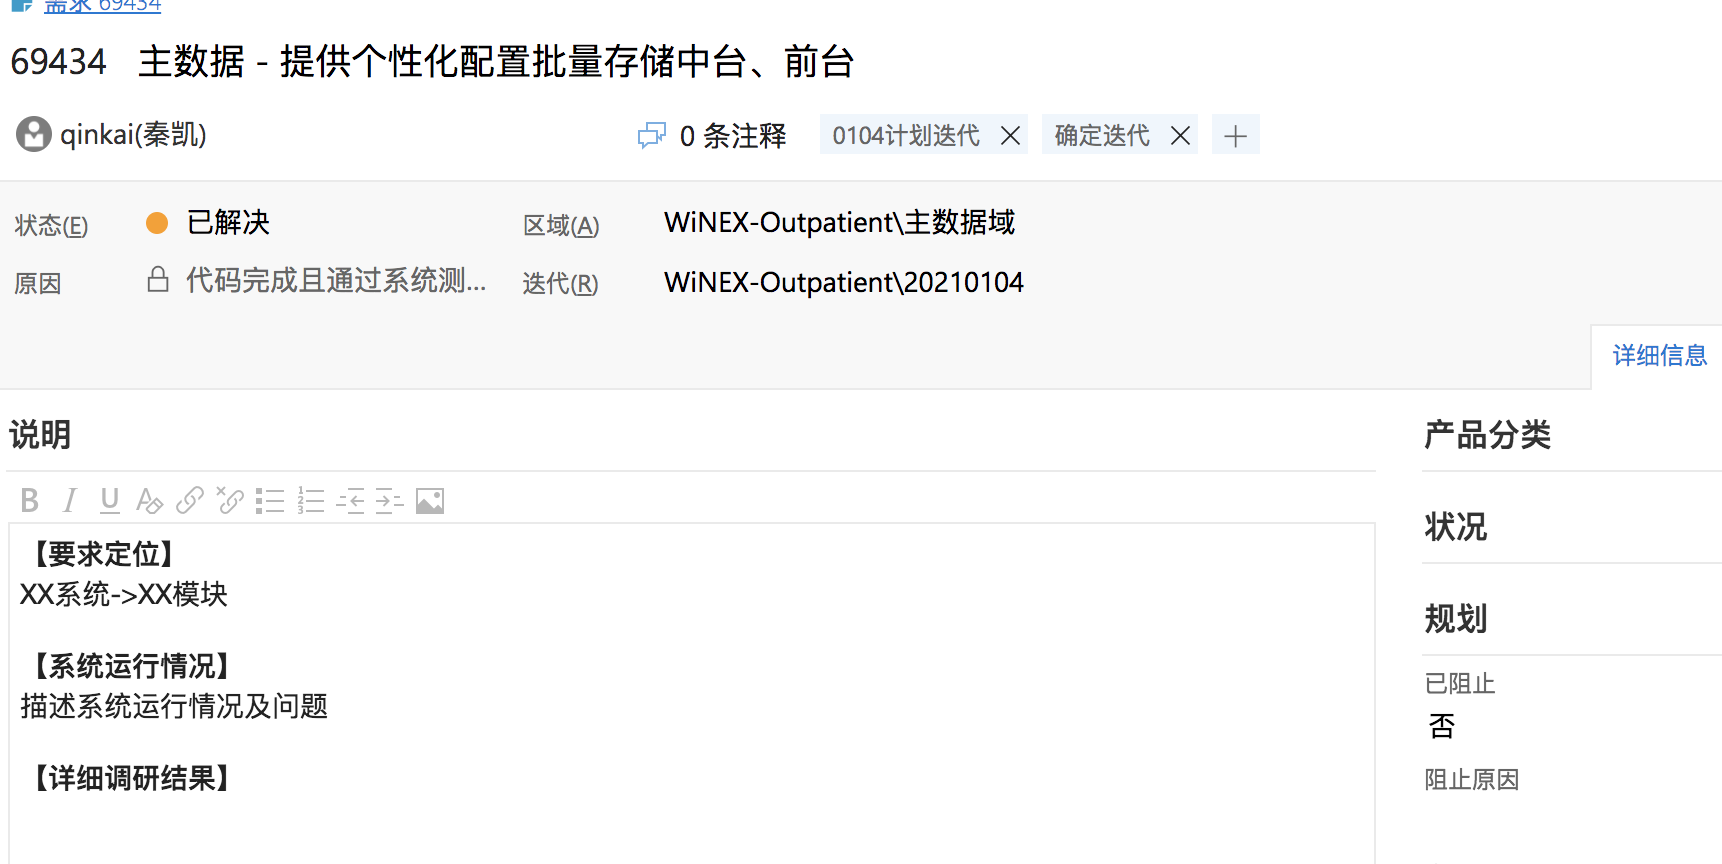 需求 69434
69434 主数据 - 提供个性化配置批量存储中台、前台
qinkai(秦凯)
0 条注释
0104计划迭代
确定迭代
状态(E)
已解决
区域(A)
WiNEX-Outpatient\主数据域
原因
代码完成且通过系统测...
迭代(R)
WiNEX-Outpatient\20210104
详细信息
说明
【要求定位】
XX系统->XX模块
【系统运行情况】
描述系统运行情况及问题
【详细调研结果】
产品分类
状况
规划
已阻止
否
阻止原因